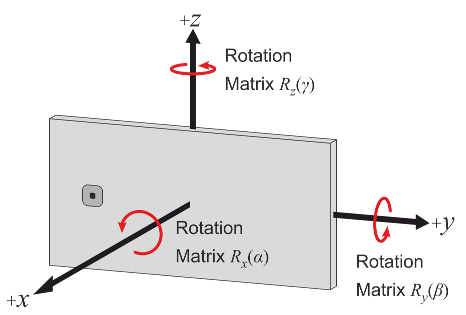 +z
Rotation
Matrix Rz(γ)
Rotation
Matrix Rx(α)
+y
Rotation
Matrix Ry(β)
+x